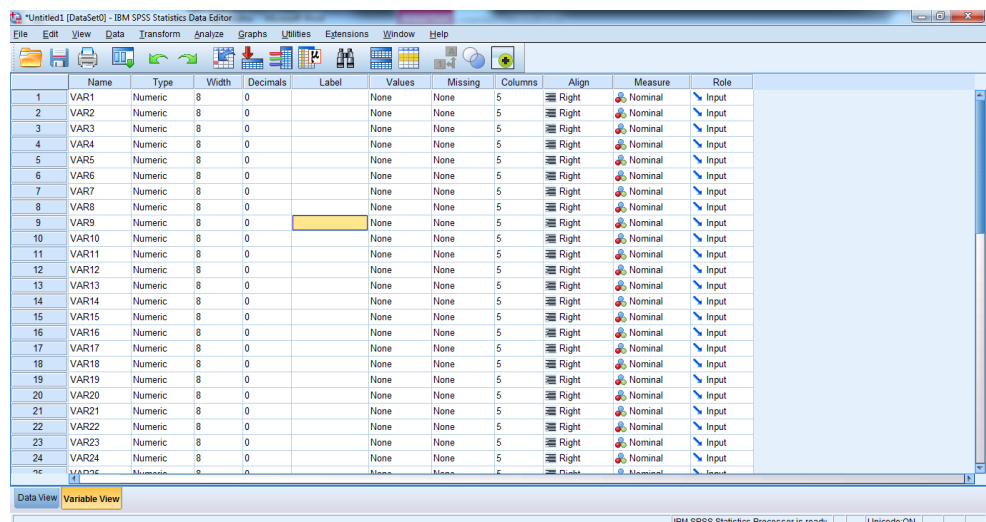 *Untitled1 [DataSet0] - IBM SPSS Statistics Data Editor
File Edit View Data Transform Analyze Graphs Utilities Extensions Window Help
Name Type Width Decimals Label Values Missing Columns Align Measure Role
1 VAR1 Numeric 8 0 None None 5 Right Nominal Input
2 VAR2 Numeric 8 0 None None 5 Right Nominal Input
3 VAR3 Numeric 8 0 None None 5 Right Nominal Input
4 VAR4 Numeric 8 0 None None 5 Right Nominal Input
5 VAR5 Numeric 8 0 None None 5 Right Nominal Input
6 VAR6 Numeric 8 0 None None 5 Right Nominal Input
7 VAR7 Numeric 8 0 None None 5 Right Nominal Input
8 VAR8 Numeric 8 0 None None 5 Right Nominal Input
9 VAR9 Numeric 8 0 None None 5 Right Nominal Input
10 VAR10 Numeric 8 0 None None 5 Right Nominal Input
11 VAR11 Numeric 8 0 None None 5 Right Nominal Input
12 VAR12 Numeric 8 0 None None 5 Right Nominal Input
13 VAR13 Numeric 8 0 None None 5 Right Nominal Input
14 VAR14 Numeric 8 0 None None 5 Right Nominal Input
15 VAR15 Numeric 8 0 None None 5 Right Nominal Input
16 VAR16 Numeric 8 0 None None 5 Right Nominal Input
17 VAR17 Numeric 8 0 None None 5 Right Nominal Input
18 VAR18 Numeric 8 0 None None 5 Right Nominal Input
19 VAR19 Numeric 8 0 None None 5 Right Nominal Input
20 VAR20 Numeric 8 0 None None 5 Right Nominal Input
21 VAR21 Numeric 8 0 None None 5 Right Nominal Input
22 VAR22 Numeric 8 0 None None 5 Right Nominal Input
23 VAR23 Numeric 8 0 None None 5 Right Nominal Input
24 VAR24 Numeric 8 0 None None 5 Right Nominal Input
25 VAR25 Numeric 8 0 None None 5 Right Nominal Input
Data View Variable View
IBM SPSS Statistics Processor is ready Unicode:ON